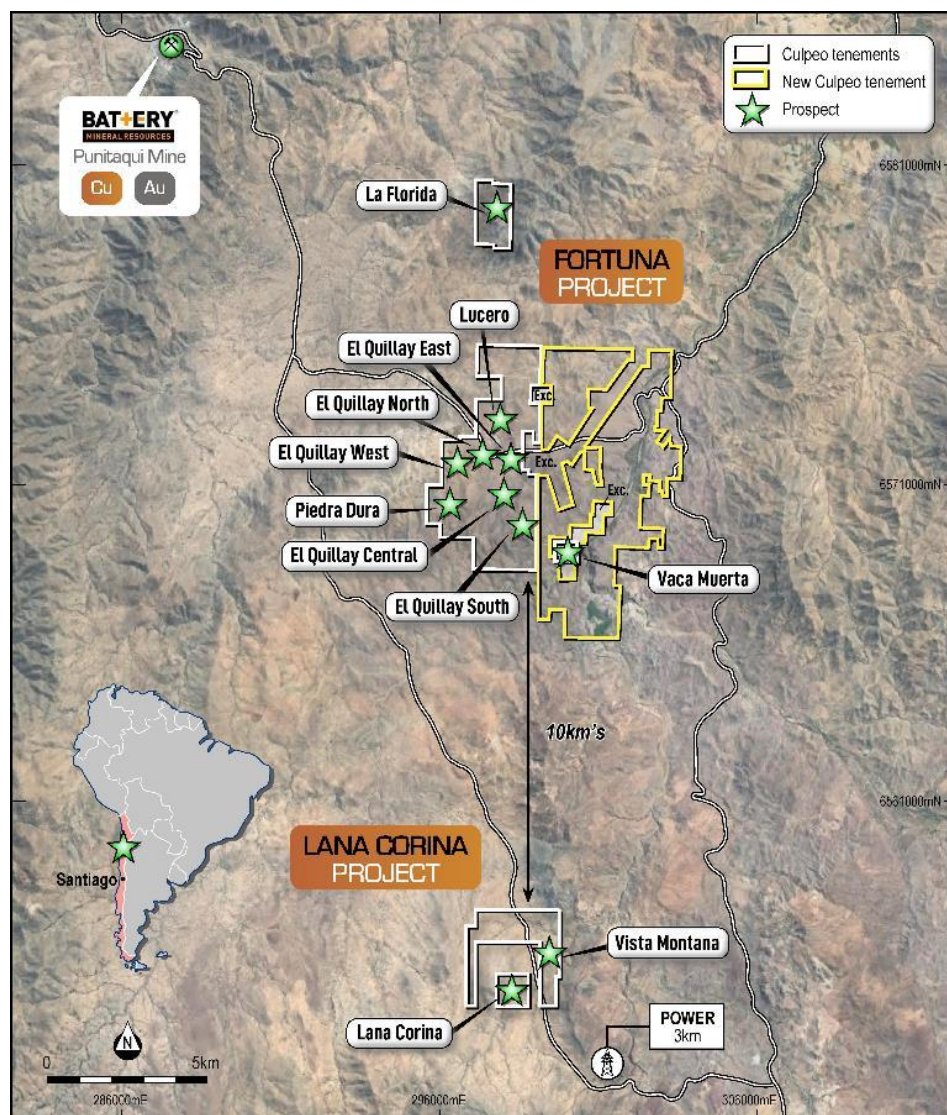 Culpeo tenements
New Culpeo tenement
Prospect
BAT+ERY
MINERAL RESOURCES
Punitaqui Mine
Cu
Au
6581000mN
La Florida
FORTUNA
PROJECT
Lucero
El Quillay East
El Quillay North
El Quillay West
Piedra Dura
El Quillay Central
El Quillay South
Exc.
Exc.
Exc.
6571000mN
Vaca Muerta
10km's
6561000mN
LANA CORINA
PROJECT
Santiago
Vista Montana
Lana Corina
POWER
3km
N
0
5km
286000mE
296000mE
306000mE